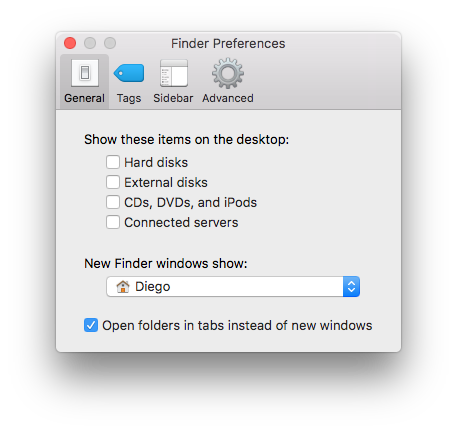 Finder Preferences
General Tags Sidebar Advanced
Show these items on the desktop:
Hard disks
External disks
CDs, DVDs, and iPods
Connected servers
New Finder windows show:
Diego
Open folders in tabs instead of new windows